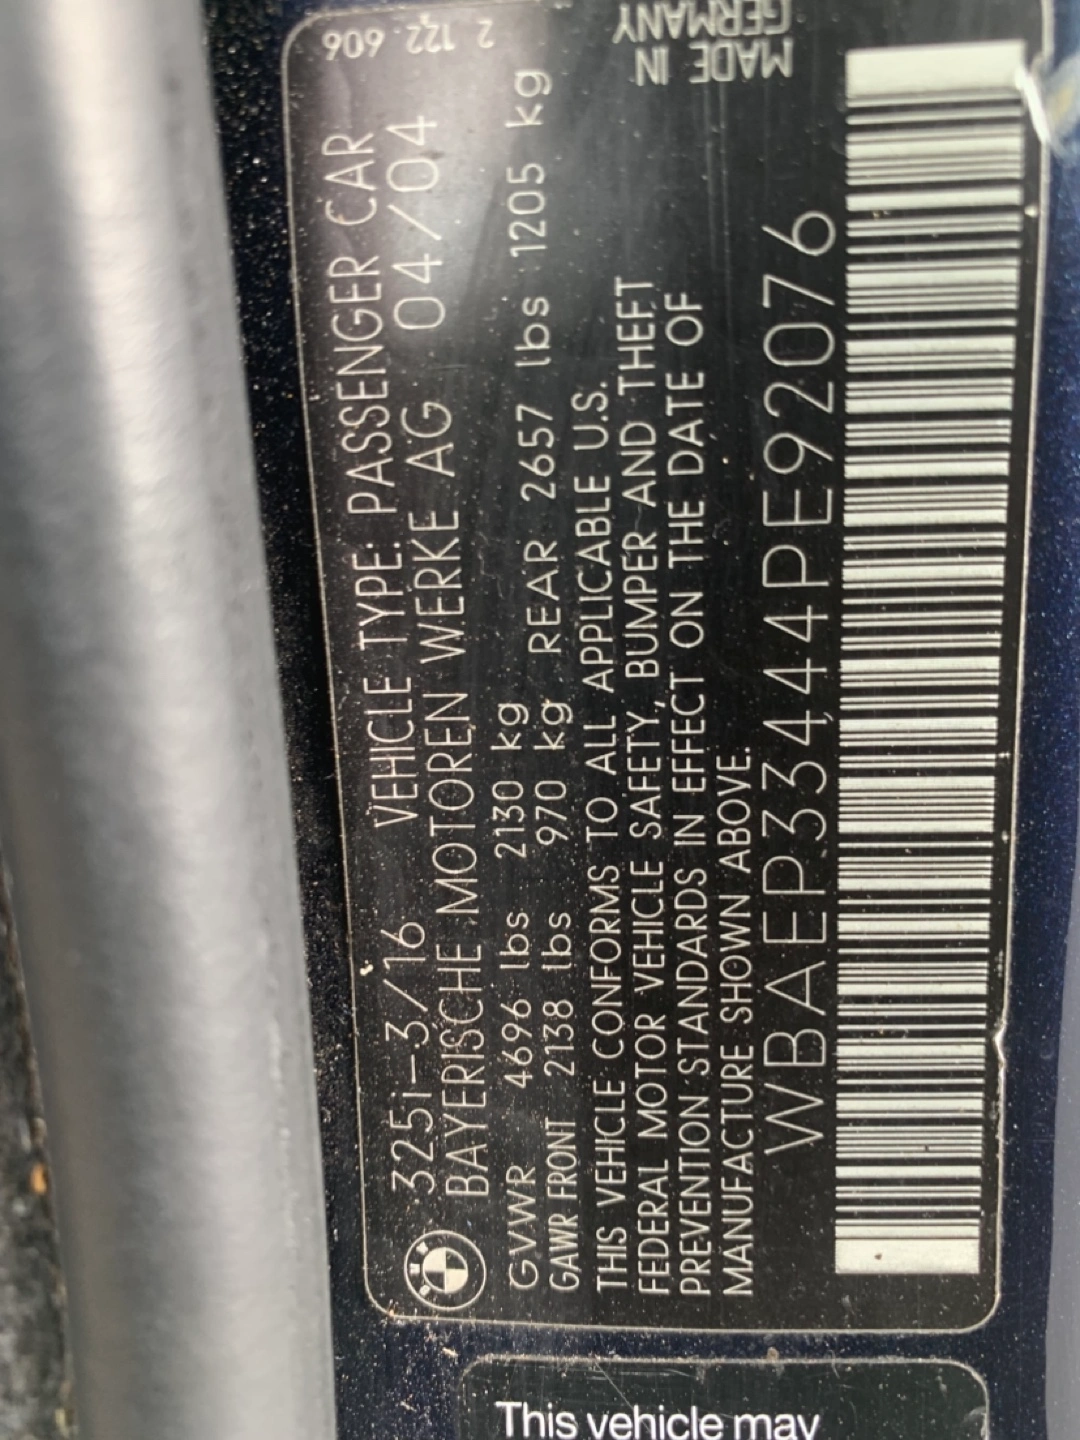 325i-3/16 VEHICLE TYPE: PASSENGER CAR
BAYERISCHE MOTOREN WERKE AG 04/04
GVWR 4696 lbs 2130 kg
GAWR FRONT 2138 lbs 970 kg REAR 2657 lbs 1205 kg
THIS VEHICLE CONFORMS TO ALL APPLICABLE U.S.
FEDERAL MOTOR VEHICLE SAFETY, BUMPER AND THEFT
PREVENTION STANDARDS IN EFFECT ON THE DATE OF
MANUFACTURE SHOWN ABOVE.
WBAEP33444PE92076
2 122 606
MADE IN
GERMANY
This vehicle may